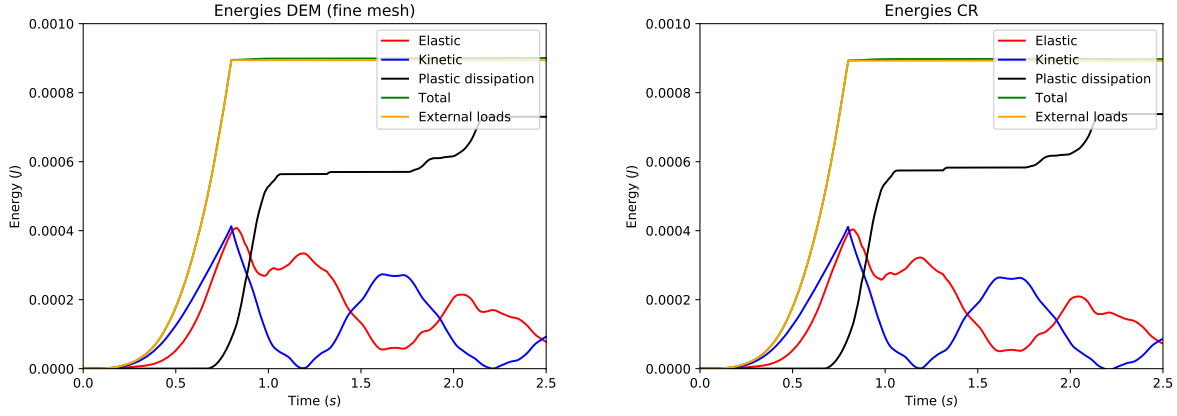 Energies DEM (fine mesh)
Energy (J)
0.0010
0.0008
0.0006
0.0004
0.0002
0.0000
Elastic
Kinetic
Plastic dissipation
Total
External loads
0.0
0.5
1.0
1.5
2.0
2.5
Time (s)
Energies CR
Energy (J)
0.0010
0.0008
0.0006
0.0004
0.0002
0.0000
Elastic
Kinetic
Plastic dissipation
Total
External loads
0.0
0.5
1.0
1.5
2.0
2.5
Time (s)